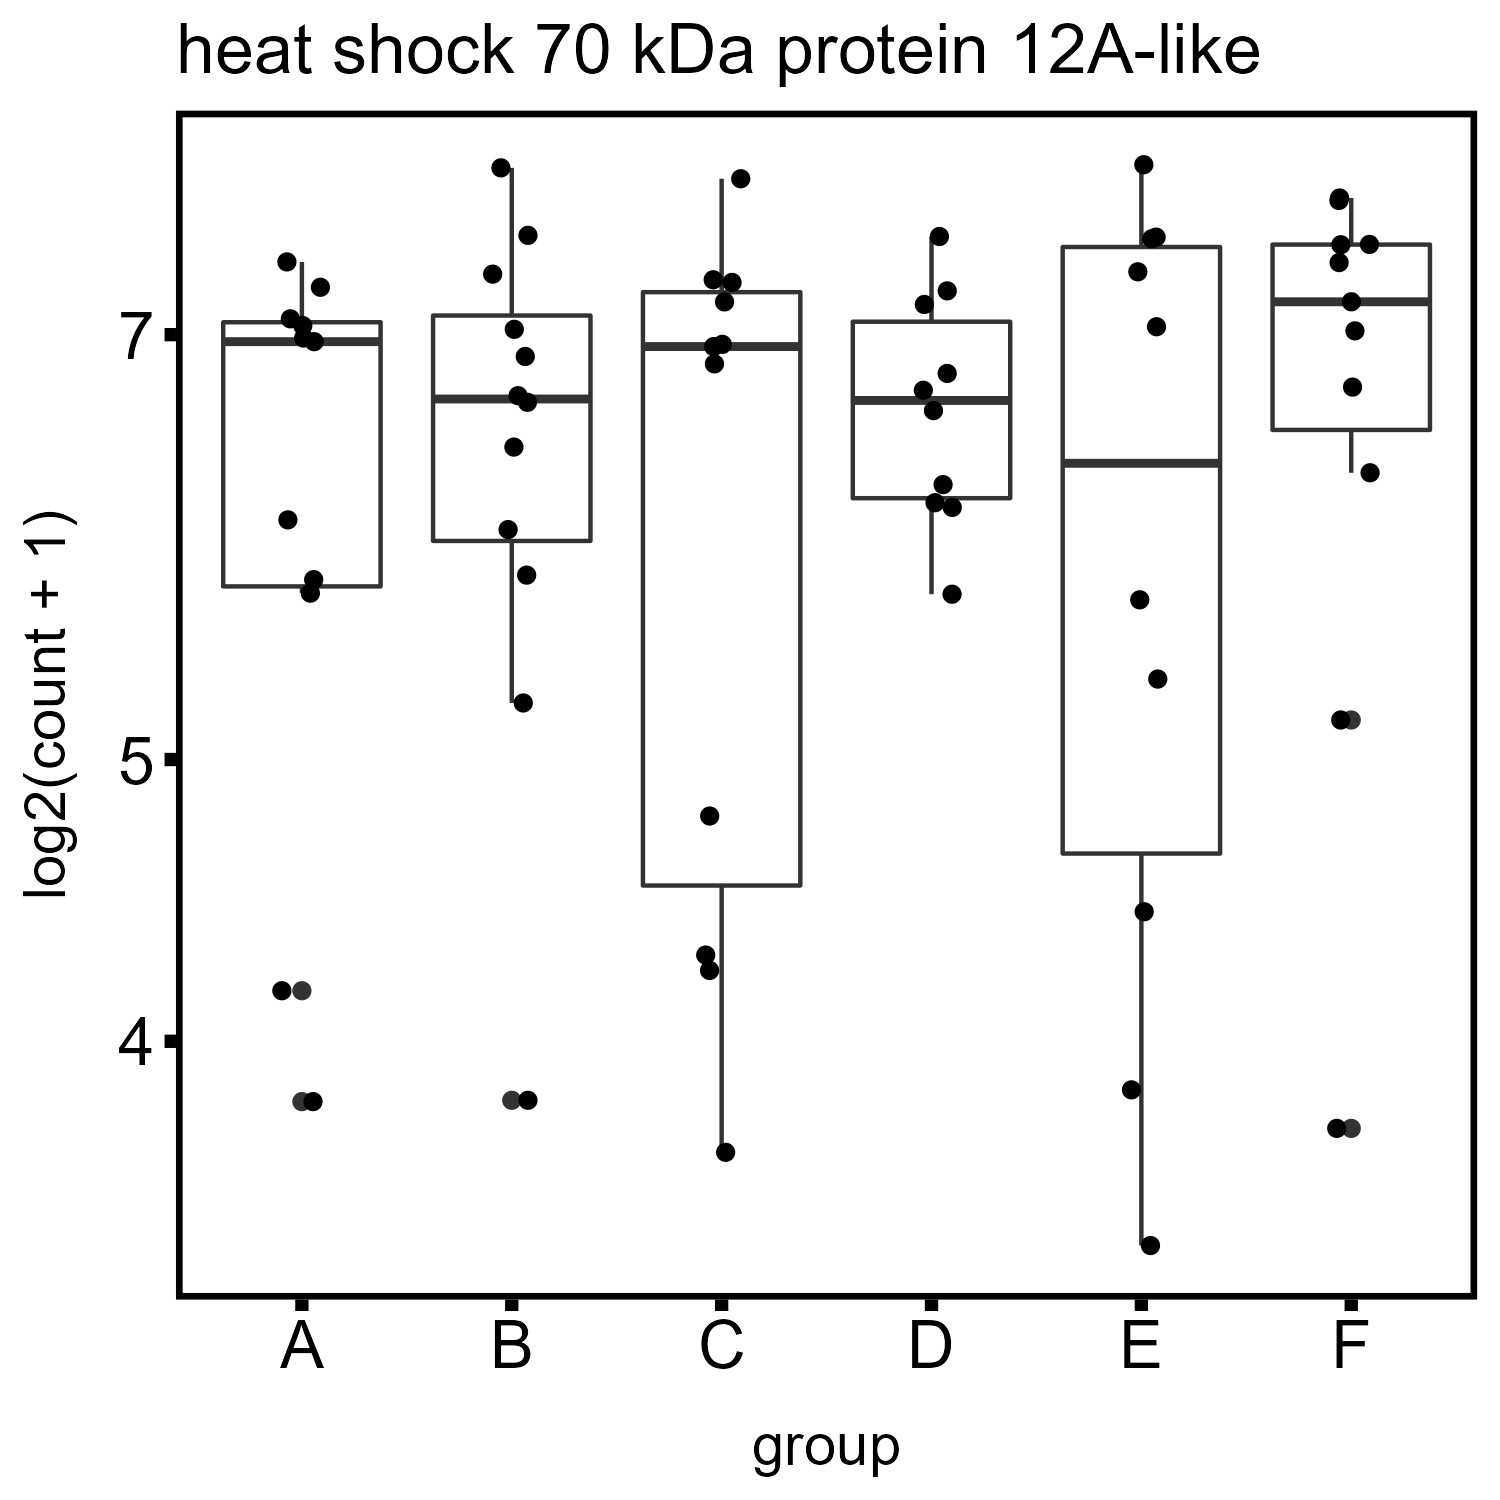 heat shock 70 kDa protein 12A-like
log2(count + 1)
7
5
4
A B C D E F
group